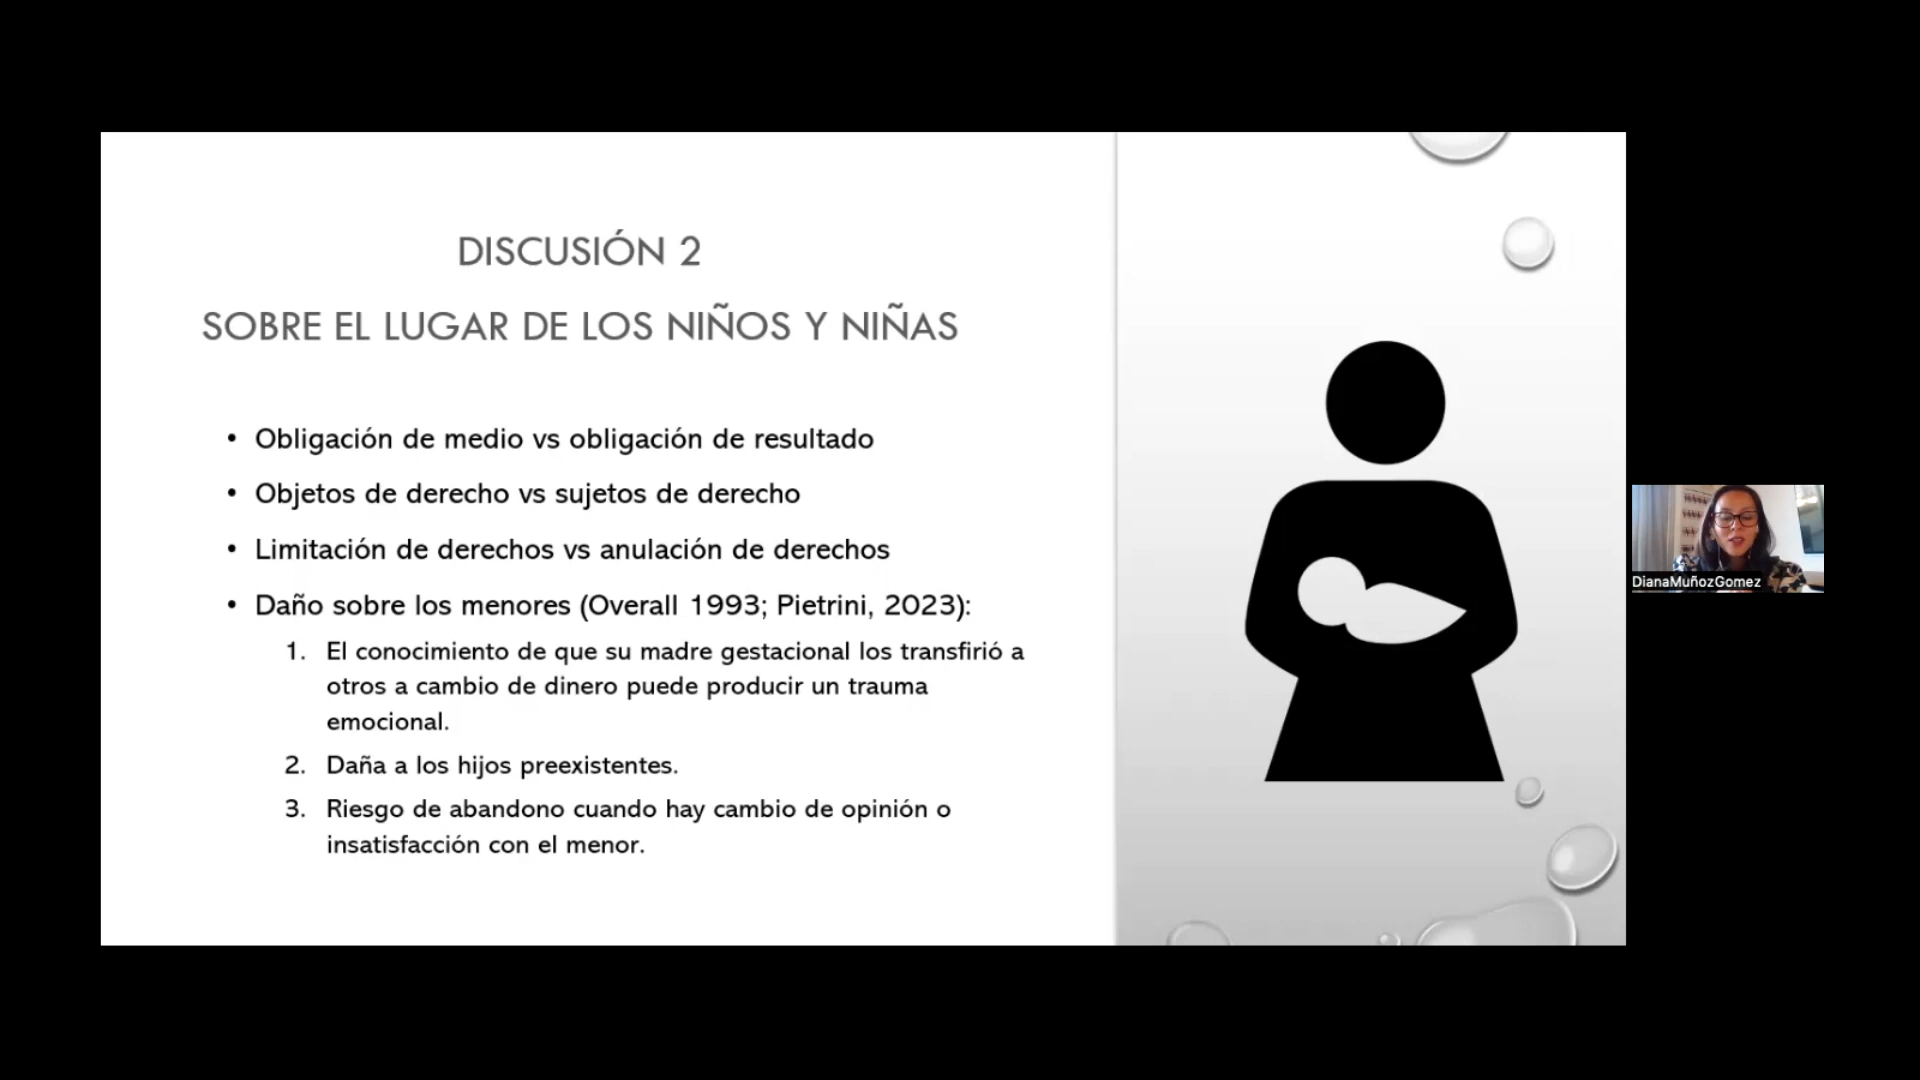 DISCUSIÓN 2
SOBRE EL LUGAR DE LOS NIÑOS Y NIÑAS
• Obligación de medio vs obligación de resultado
• Objetos de derecho vs sujetos de derecho
• Limitación de derechos vs anulación de derechos
• Daño sobre los menores (Overall 1993; Pietrini, 2023):
1. El conocimiento de que su madre gestacional los transfirió a
otros a cambio de dinero puede producir un trauma
emocional.
2. Daña a los hijos preexistentes.
3. Riesgo de abandono cuando hay cambio de opinión o
insatisfacción con el menor.
DianaMuñozGomez